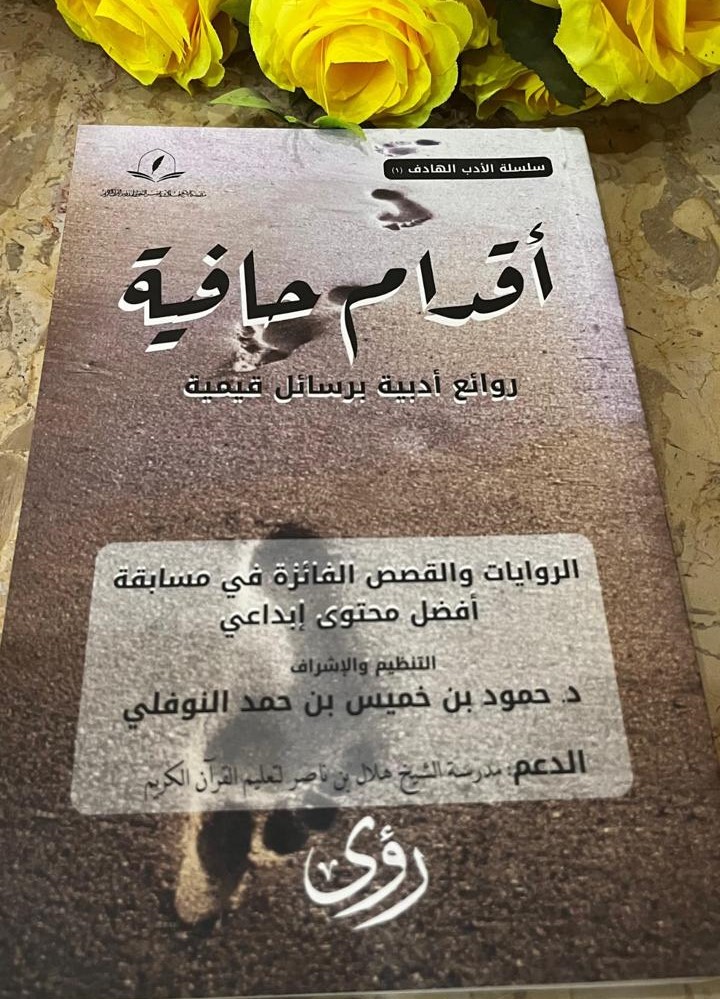 سلسلة الأدب الهادف (١)
أقدام حافية
روائع أدبية برسائل قيمية
الروايات والقصص الفائزة في مسابقة
أفضل محتوى إبداعي
التنظيم والإشراف
د. حمود بن خميس بن حمد النوفلي
الدعم: مدرسة الشيخ هلال بن ناصر لتعليم القرآن الكريم
رؤى